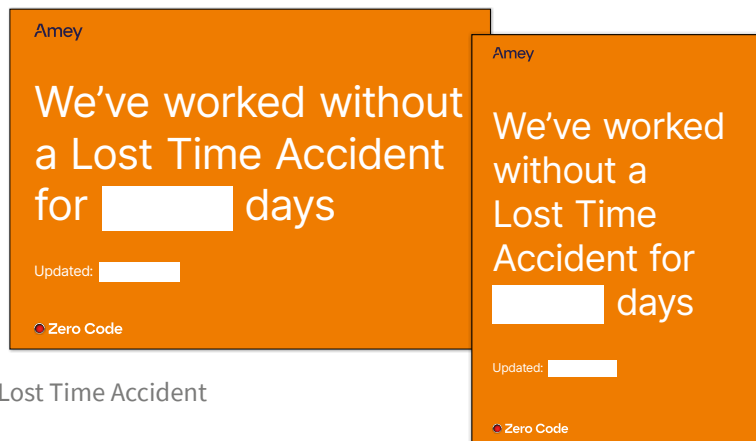 Amey
We've worked without
a Lost Time Accident
for days
Updated:
Zero Code
Amey
We've worked
without a
Lost Time
Accident for
days
Updated:
Zero Code
Lost Time Accident